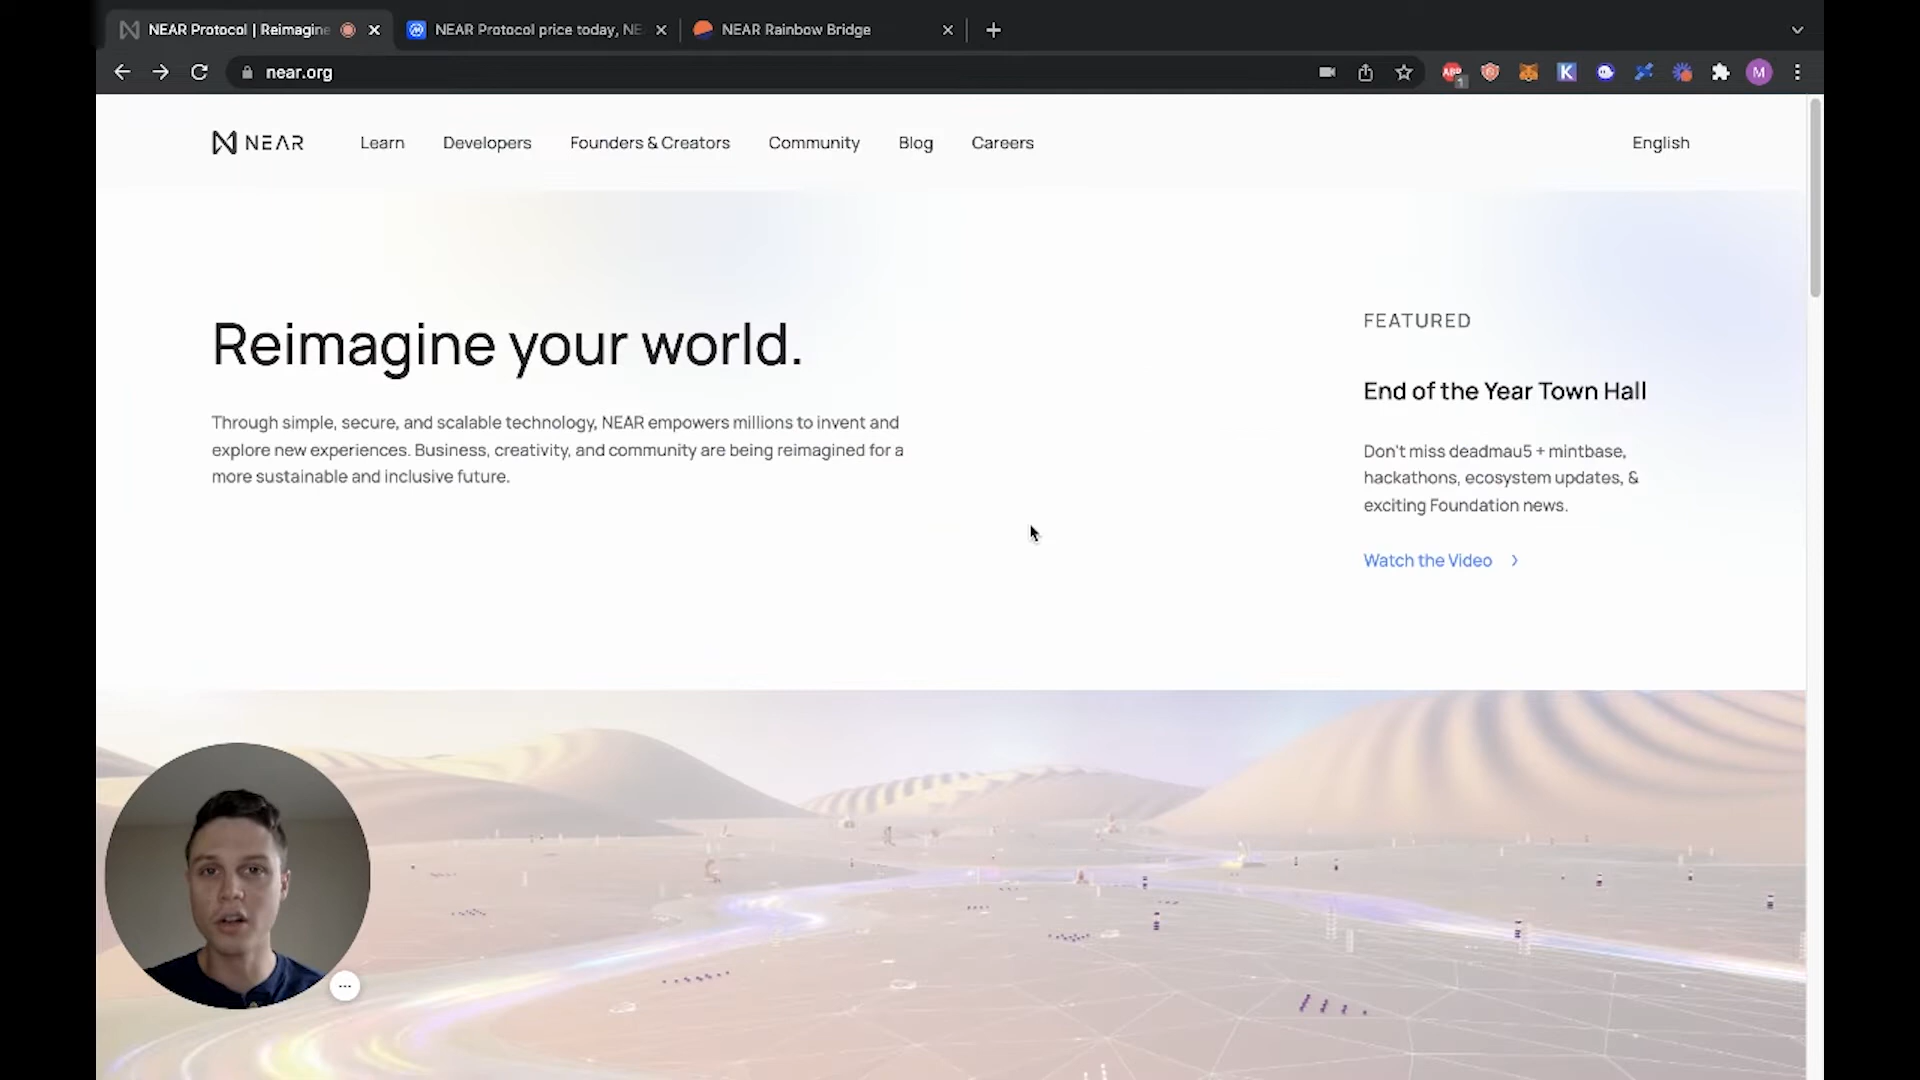 NEAR Protocol | Reimagine
NEAR Protocol price today, NE
NEAR Rainbow Bridge
near.org
ABP
1
K
M
NEAR
Learn
Developers
Founders & Creators
Community
Blog
Careers
English
Reimagine your world.
Through simple, secure, and scalable technology, NEAR empowers millions to invent and
explore new experiences. Business, creativity, and community are being reimagined for a
more sustainable and inclusive future.
FEATURED
End of the Year Town Hall
Don't miss deadmau5 + mintbase,
hackathons, ecosystem updates, &
exciting Foundation news.
Watch the Video